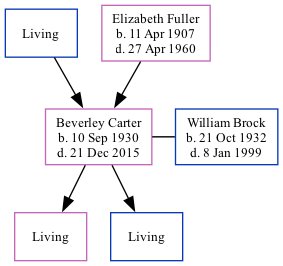 Living
Elizabeth Fuller
b. 11 Apr 1907
d. 27 Apr 1960
Beverley Carter
b. 10 Sep 1930
d. 21 Dec 2015
William Brock
b. 21 Oct 1932
d. 8 Jan 1999
Living
Living